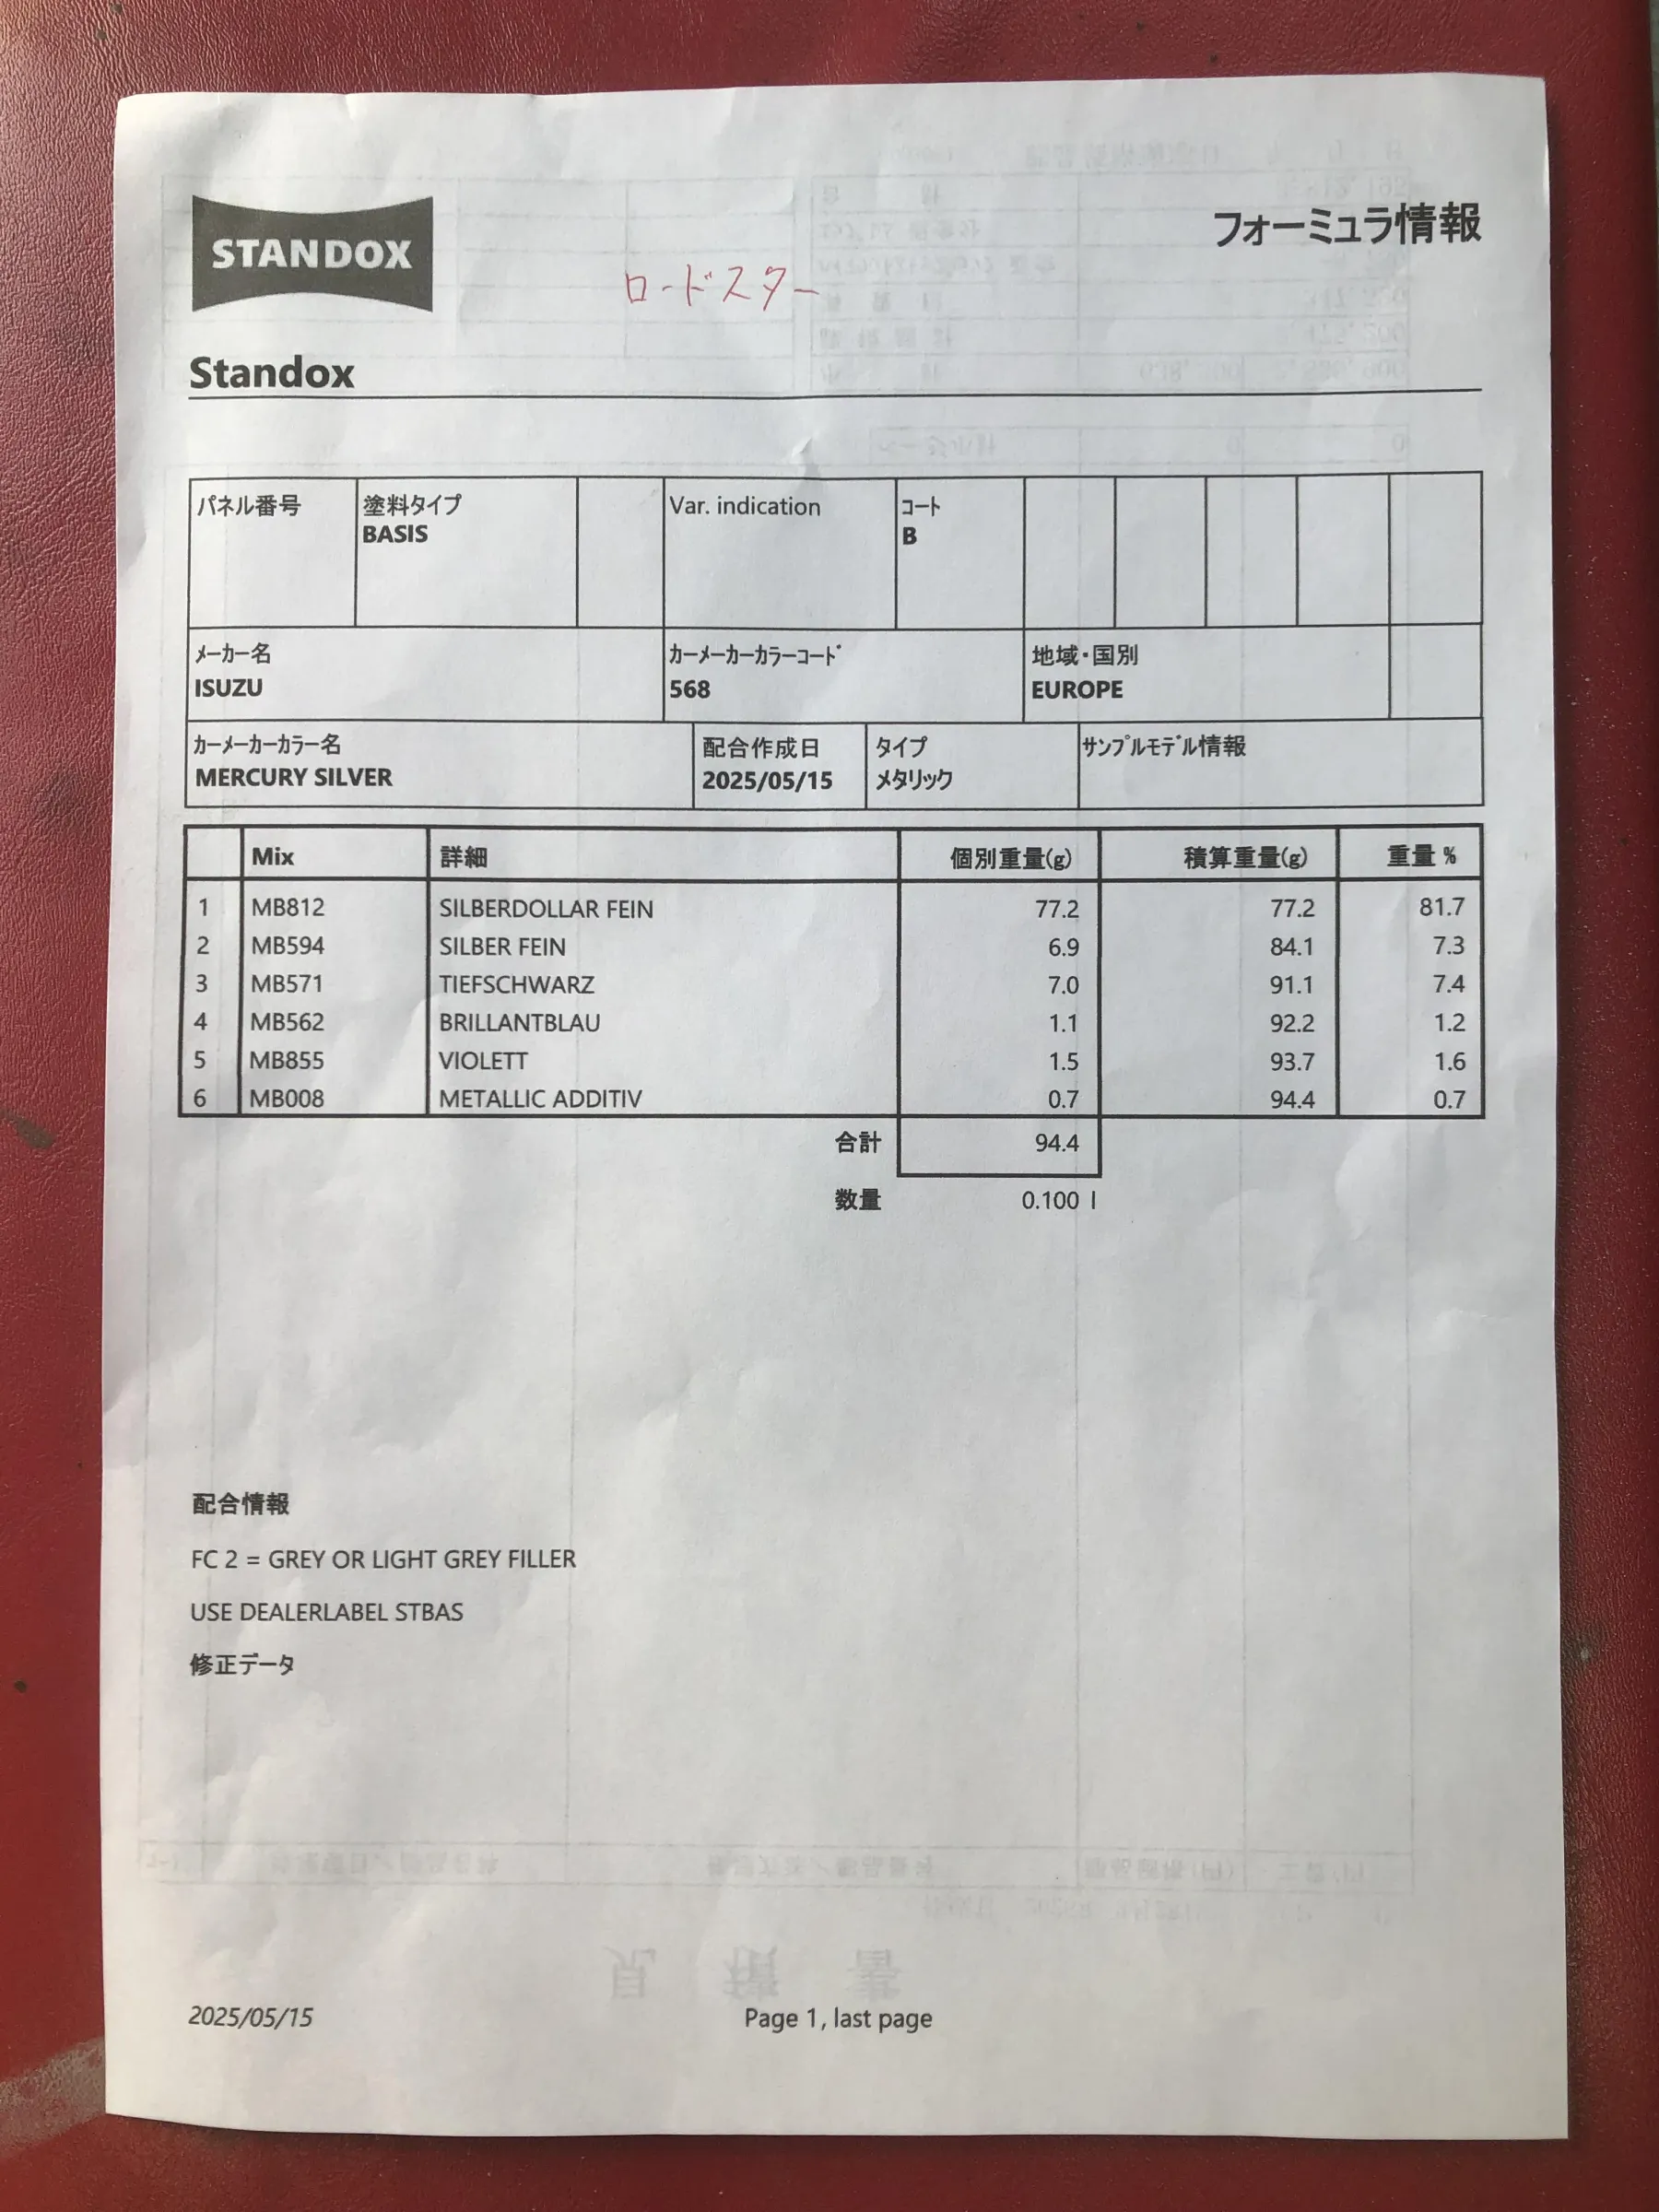 フォーミュラ情報
STANDOX
ロードスター
Standox
パネル番号 塗料タイプ Var. indication コート
BASIS B
メーカー名 カーメーカーカラーコード 地域・国別
ISUZU 568 EUROPE
カーメーカーカラー名 配合作成日 タイプ サンプルモデル情報
MERCURY SILVER 2025/05/15 メタリック
Mix 詳細 個別重量(g) 積算重量(g) 重量 %
1 MB812 SILBERDOLLAR FEIN 77.2 77.2 81.7
2 MB594 SILBER FEIN 6.9 84.1 7.3
3 MB571 TIEFSCHWARZ 7.0 91.1 7.4
4 MB562 BRILLANTBLAU 1.1 92.2 1.2
5 MB855 VIOLETT 1.5 93.7 1.6
6 MB008 METALLIC ADDITIV 0.7 94.4 0.7
合計 94.4
数量 0.100 l
配合情報
FC 2 = GREY OR LIGHT GREY FILLER
USE DEALERLABEL STBAS
修正データ
見積書
2025/05/15 Page 1, last page